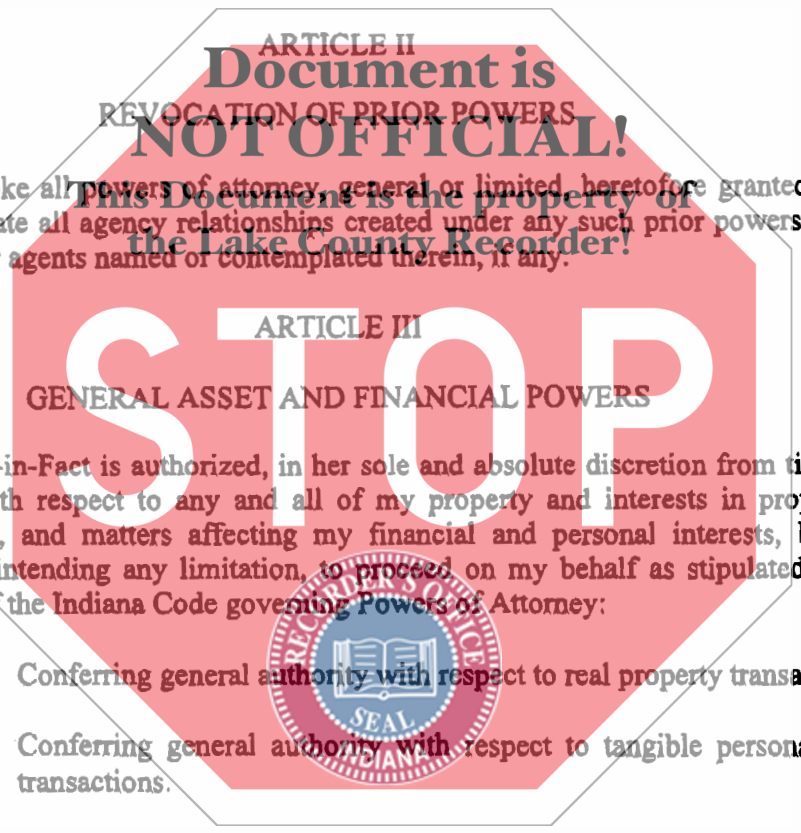 ARTICLE II
Document is
REVOCATION OF PRIOR POWERS
NOT OFFICIAL!
ke all powers of attorney, general or limited, heretofore granted
This Document is the property of
ate all agency relationships created under any such prior powers
the Lake County Recorder!
agents named or contemplated therein, if any.
ARTICLE III
STOP
GENERAL ASSET AND FINANCIAL POWERS
-in-Fact is authorized, in her sole and absolute discretion from ti
th respect to any and all of my property and interests in pro
, and matters affecting my financial and personal interests,
intending any limitation, to proceed on my behalf as stipulated
the Indiana Code governing Powers of Attorney:
RECORDER'S OFFICE
Conferring general authority with respect to real property transa
SEAL
Conferring general authority with respect to tangible persona
INDIANA
transactions.